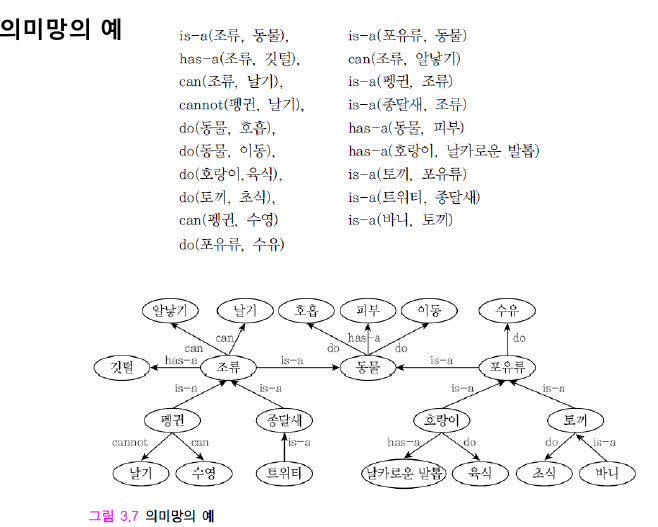 의미망의 예
is-a(조류, 동물),
has-a(조류, 깃털),
can(조류, 날기),
cannot(펭귄, 날기),
do(동물, 호흡),
do(동물, 이동),
do(호랑이,육식),
do(토끼, 초식),
can(펭귄, 수영)
do(포유류, 수유)
is-a(포유류, 동물)
can(조류, 알낳기)
is-a(펭귄, 조류)
is-a(종달새, 조류)
has-a(동물, 피부)
has-a(호랑이, 날카로운 발톱)
is-a(토끼, 포유류)
is-a(트위티, 종달새)
is-a(바니, 토끼)
알낳기 날기 호흡 피부 이동 수유
can can do has-a do do
깃털 has-a 조류 is-a 동물 is-a 포유류
is-a is-a is-a is-a
펭귄 종달새 호랑이 토끼
cannot can is-a has-a do do is-a
날기 수영 트위티 날카로운 발톱 육식 초식 바니
그림 3.7 의미망의 예